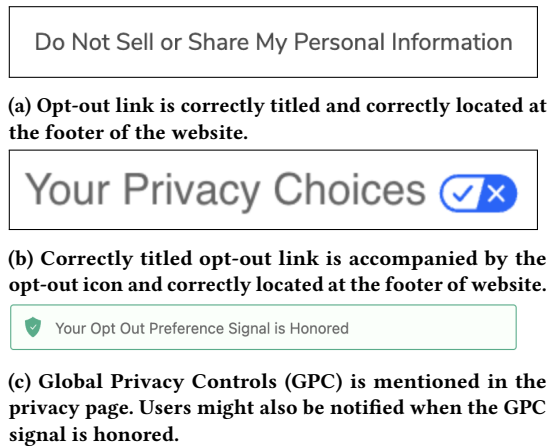 Do Not Sell or Share My Personal Information
(a) Opt-out link is correctly titled and correctly located at
the footer of the website.
Your Privacy Choices
(b) Correctly titled opt-out link is accompanied by the
opt-out icon and correctly located at the footer of website.
Your Opt Out Preference Signal is Honored
(c) Global Privacy Controls (GPC) is mentioned in the
privacy page. Users might also be notified when the GPC
signal is honored.